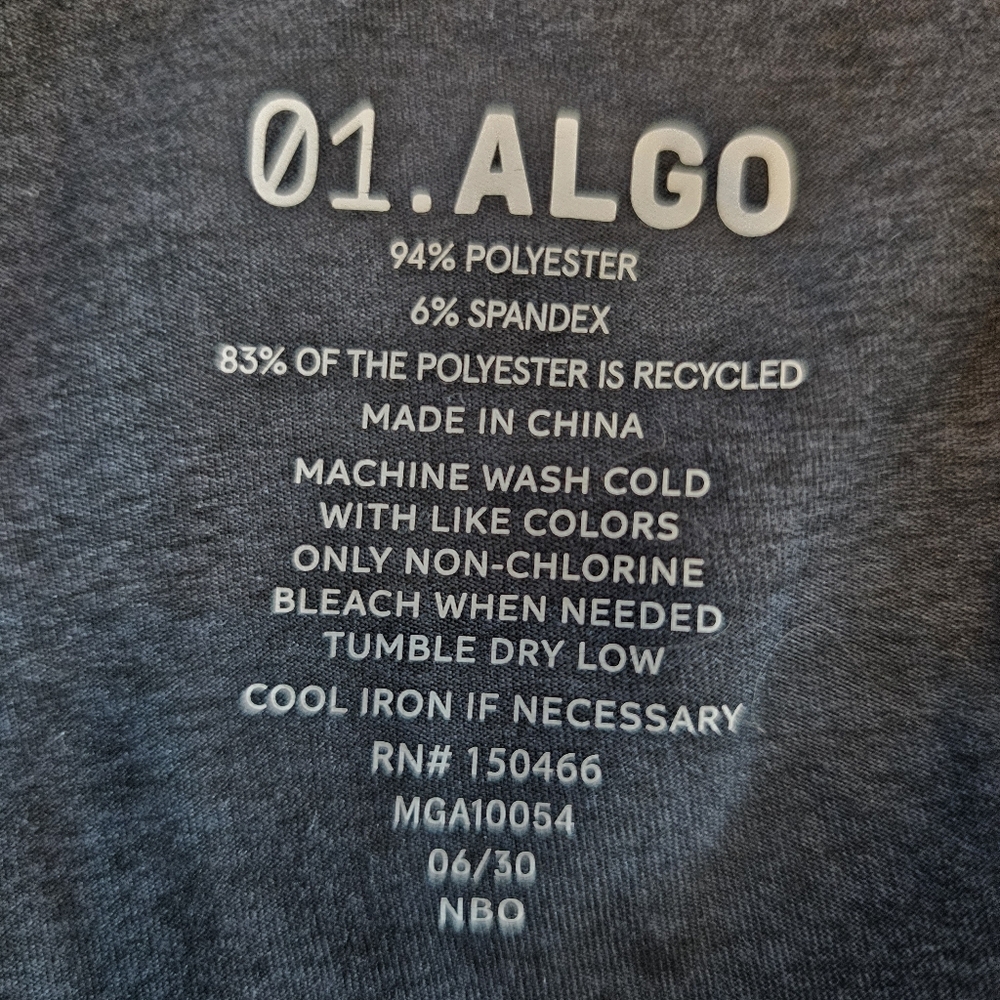 01.ALGO
94% POLYESTER
6% SPANDEX
83% OF THE POLYESTER IS RECYCLED
MADE IN CHINA
MACHINE WASH COLD
WITH LIKE COLORS
ONLY NON-CHLORINE
BLEACH WHEN NEEDED
TUMBLE DRY LOW
COOL IRON IF NECESSARY
RN# 150466
MGA10054
06/30
NBO